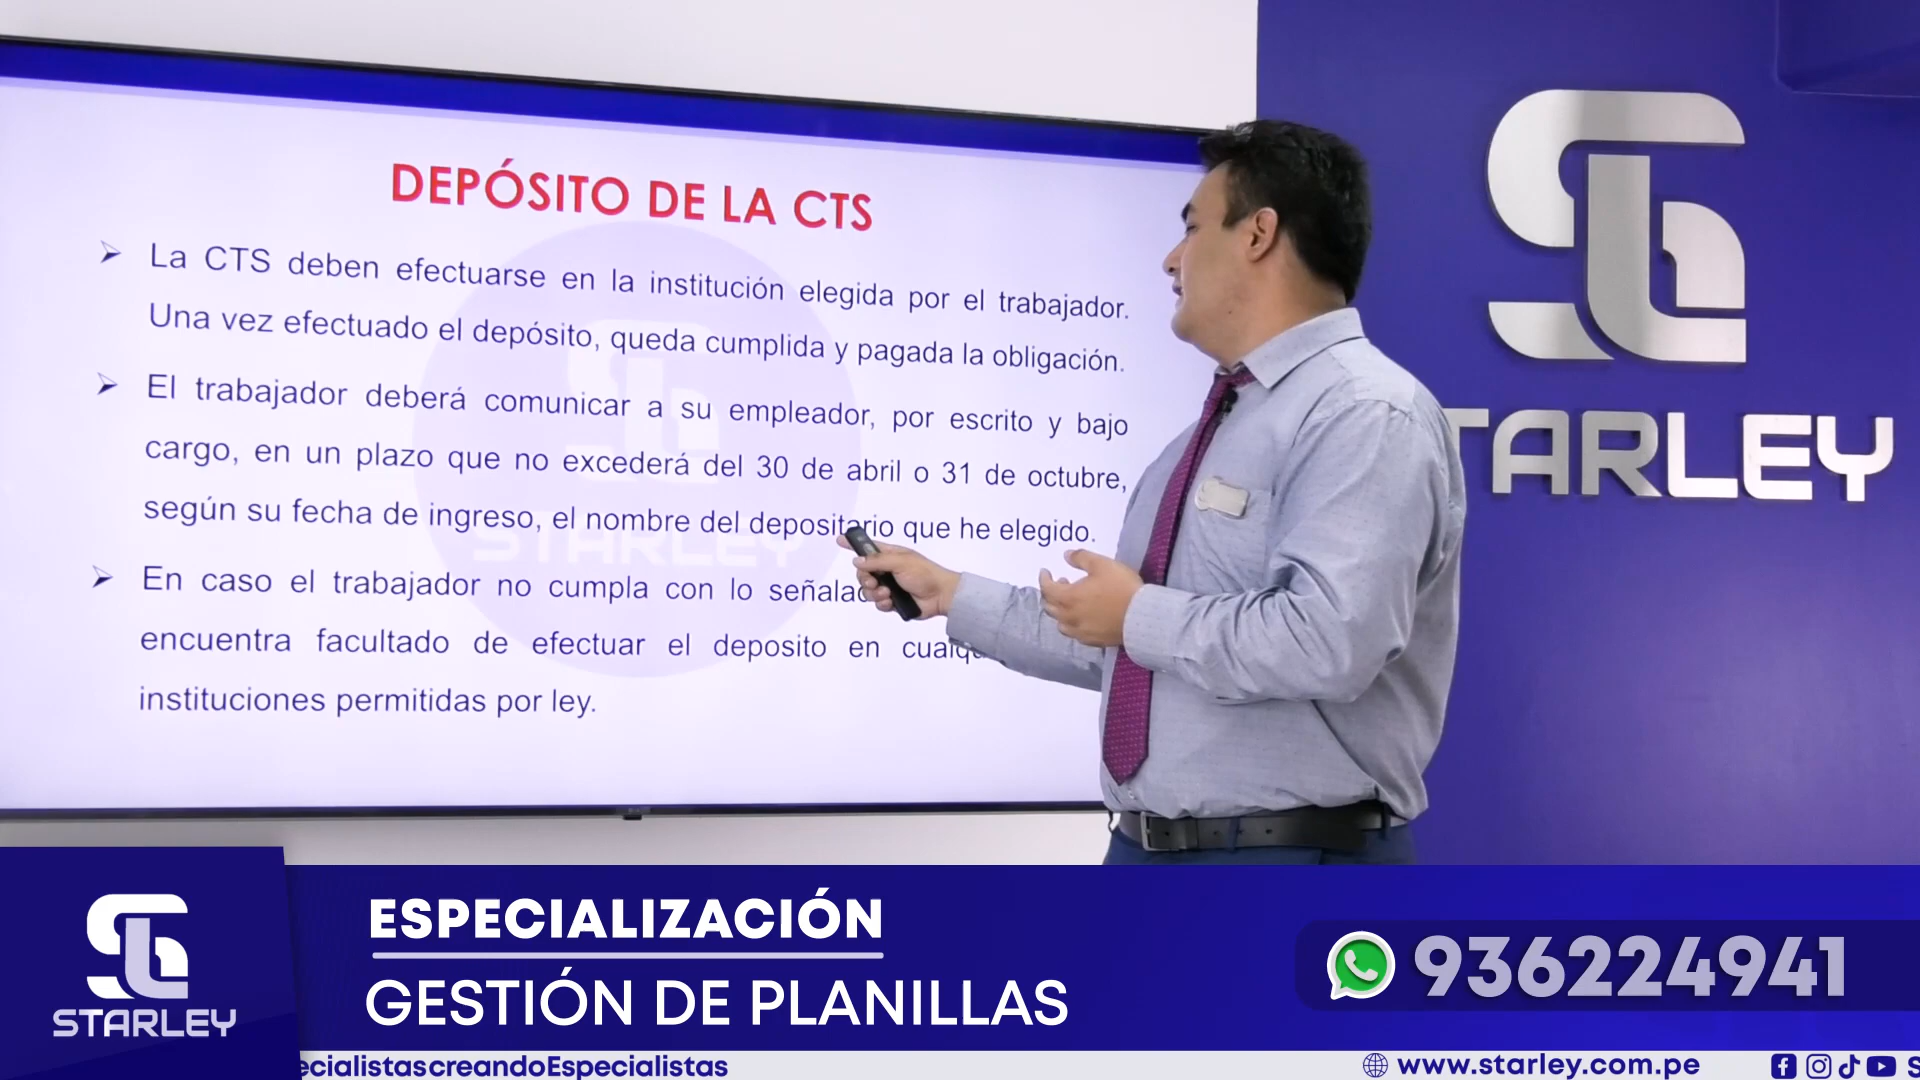 DEPÓSITO DE LA CTS
La CTS deben efectuarse en la institución elegida por el trabajador.
Una vez efectuado el depósito, queda cumplida y pagada la obligación.
El trabajador deberá comunicar a su empleador, por escrito y bajo
cargo, en un plazo que no excederá del 30 de abril o 31 de octubre,
según su fecha de ingreso, el nombre del depositario que he elegido.
En caso el trabajador no cumpla con lo
encuentra facultado de efectuar el deposito en
instituciones permitidas por ley.
STARLEY
TARLEY
STARLEY
ESPECIALIZACIÓN
GESTIÓN DE PLANILLAS
936224941
ecialistascreandoEspecialistas
www.starley.com.pe